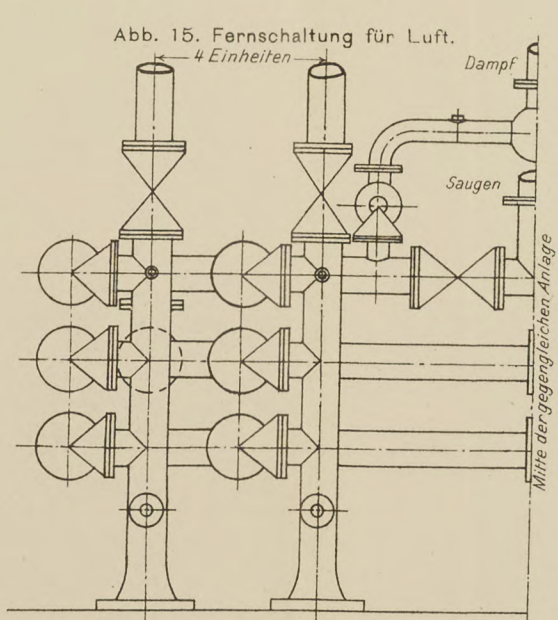 Abb. 15. Fernschaltung für Luft.
4 Einheiten
Dampf
Saugen
Mitte der gegengleichen Anlage